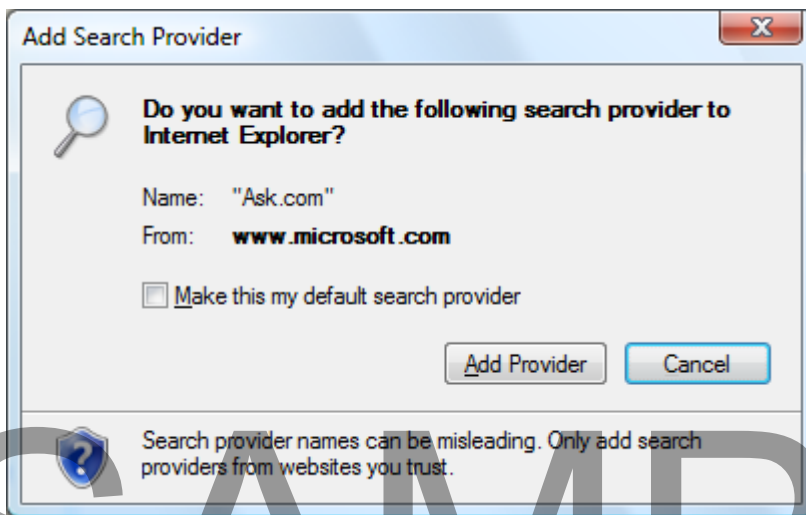 Add Search Provider
Do you want to add the following search provider to
Internet Explorer?
Name: "Ask.com"
From: www.microsoft.com
Make this my default search provider
Add Provider Cancel
Search provider names can be misleading. Only add search
providers from websites you trust.